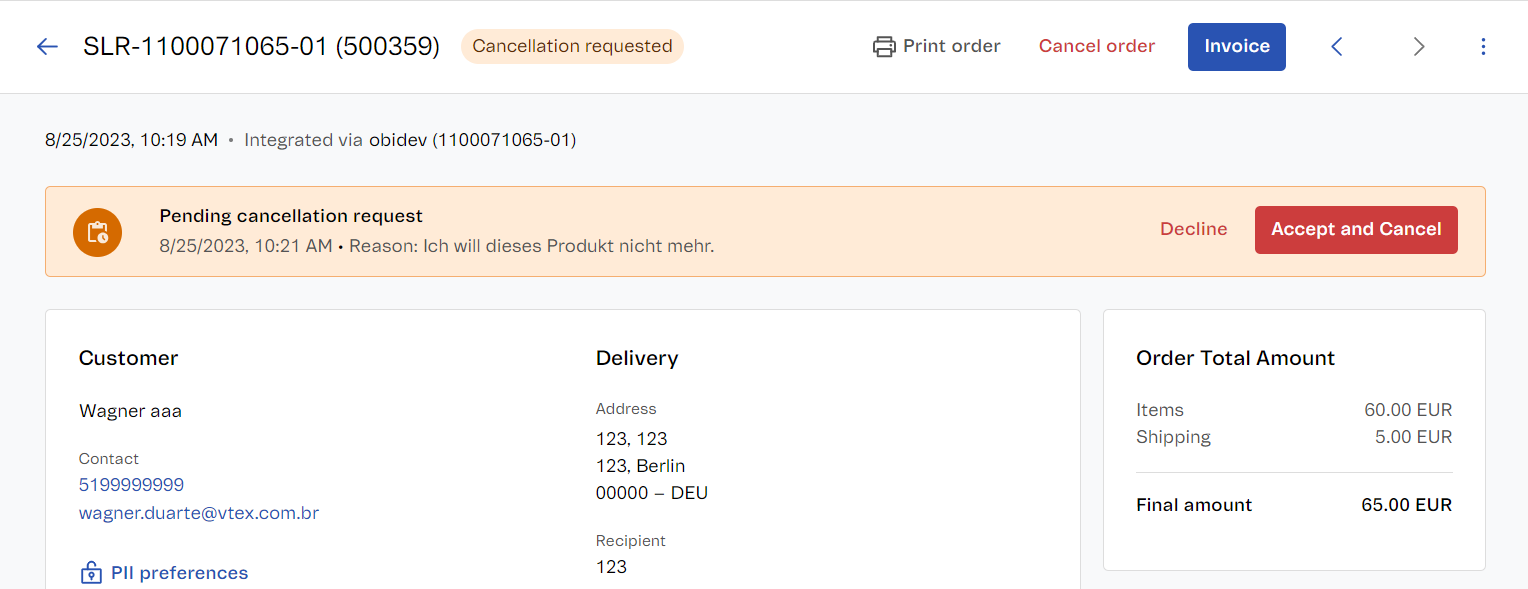 SLR-1100071065-01 (500359) Cancellation requested Print order Cancel order Invoice
8/25/2023, 10:19 AM • Integrated via obidev (1100071065-01)
Pending cancellation request
8/25/2023, 10:21 AM • Reason: Ich will dieses Produkt nicht mehr.
Decline Accept and Cancel
Customer
Wagner aaa
Contact
5199999999
wagner.duarte@vtex.com.br
PII preferences
Delivery
Address
123, 123
123, Berlin
00000 – DEU
Recipient
123
Order Total Amount
Items 60.00 EUR
Shipping 5.00 EUR
Final amount 65.00 EUR